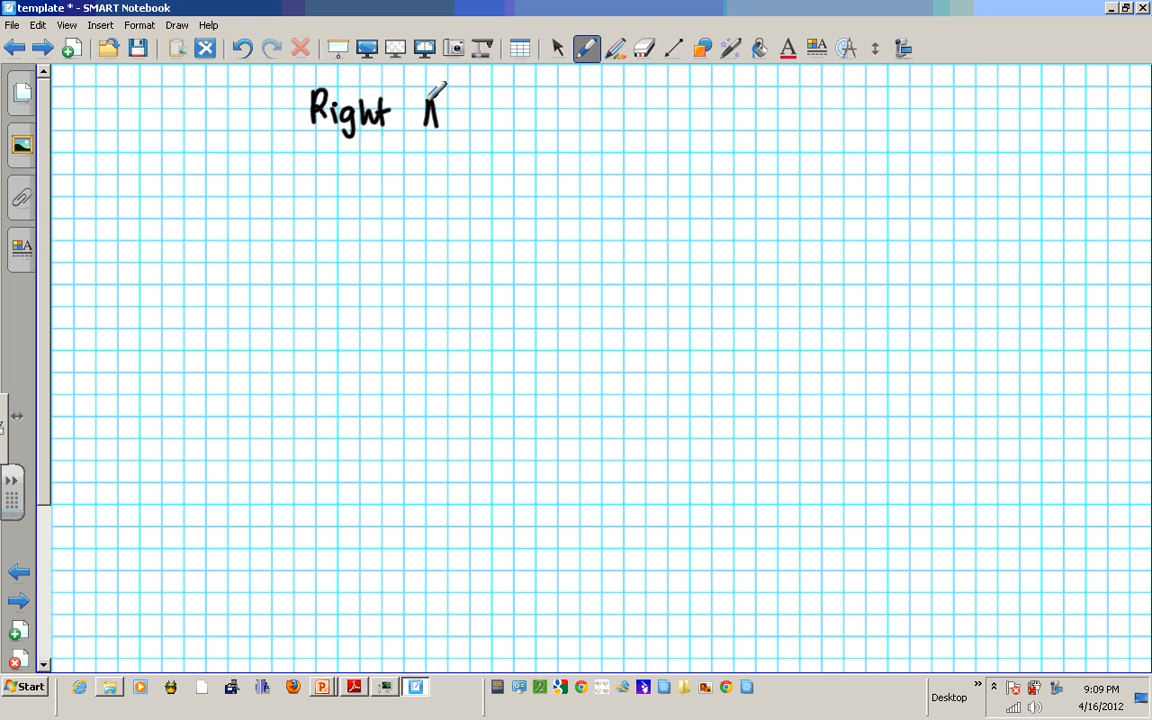 template * - SMART Notebook
File Edit View Insert Format Draw Help
Right
Start
Desktop
9:09 PM
4/16/2012